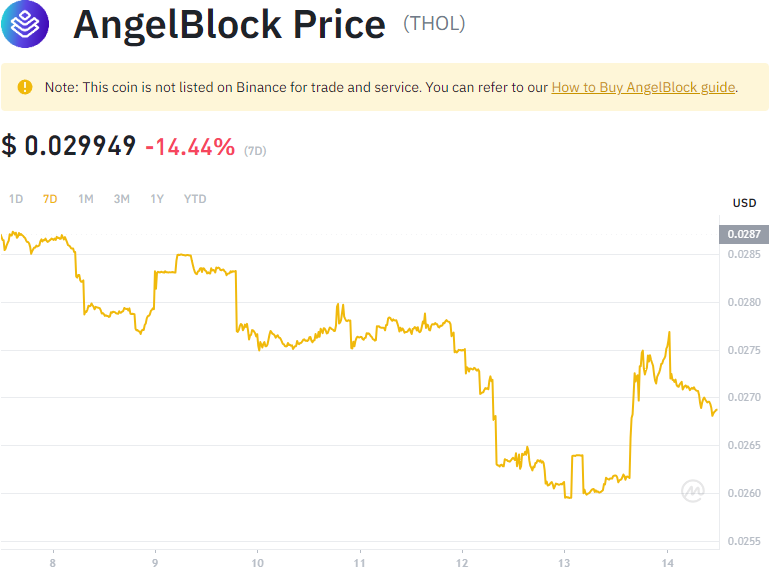 AngelBlock Price (THOL)
Note: This coin is not listed on Binance for trade and service. You can refer to our How to Buy AngelBlock guide.
$ 0.029949 -14.44% (7D)
1D 7D 1M 3M 1Y YTD
USD
0.0287
0.0285
0.0280
0.0275
0.0270
0.0265
0.0260
0.0255
8 9 10 11 12 13 14